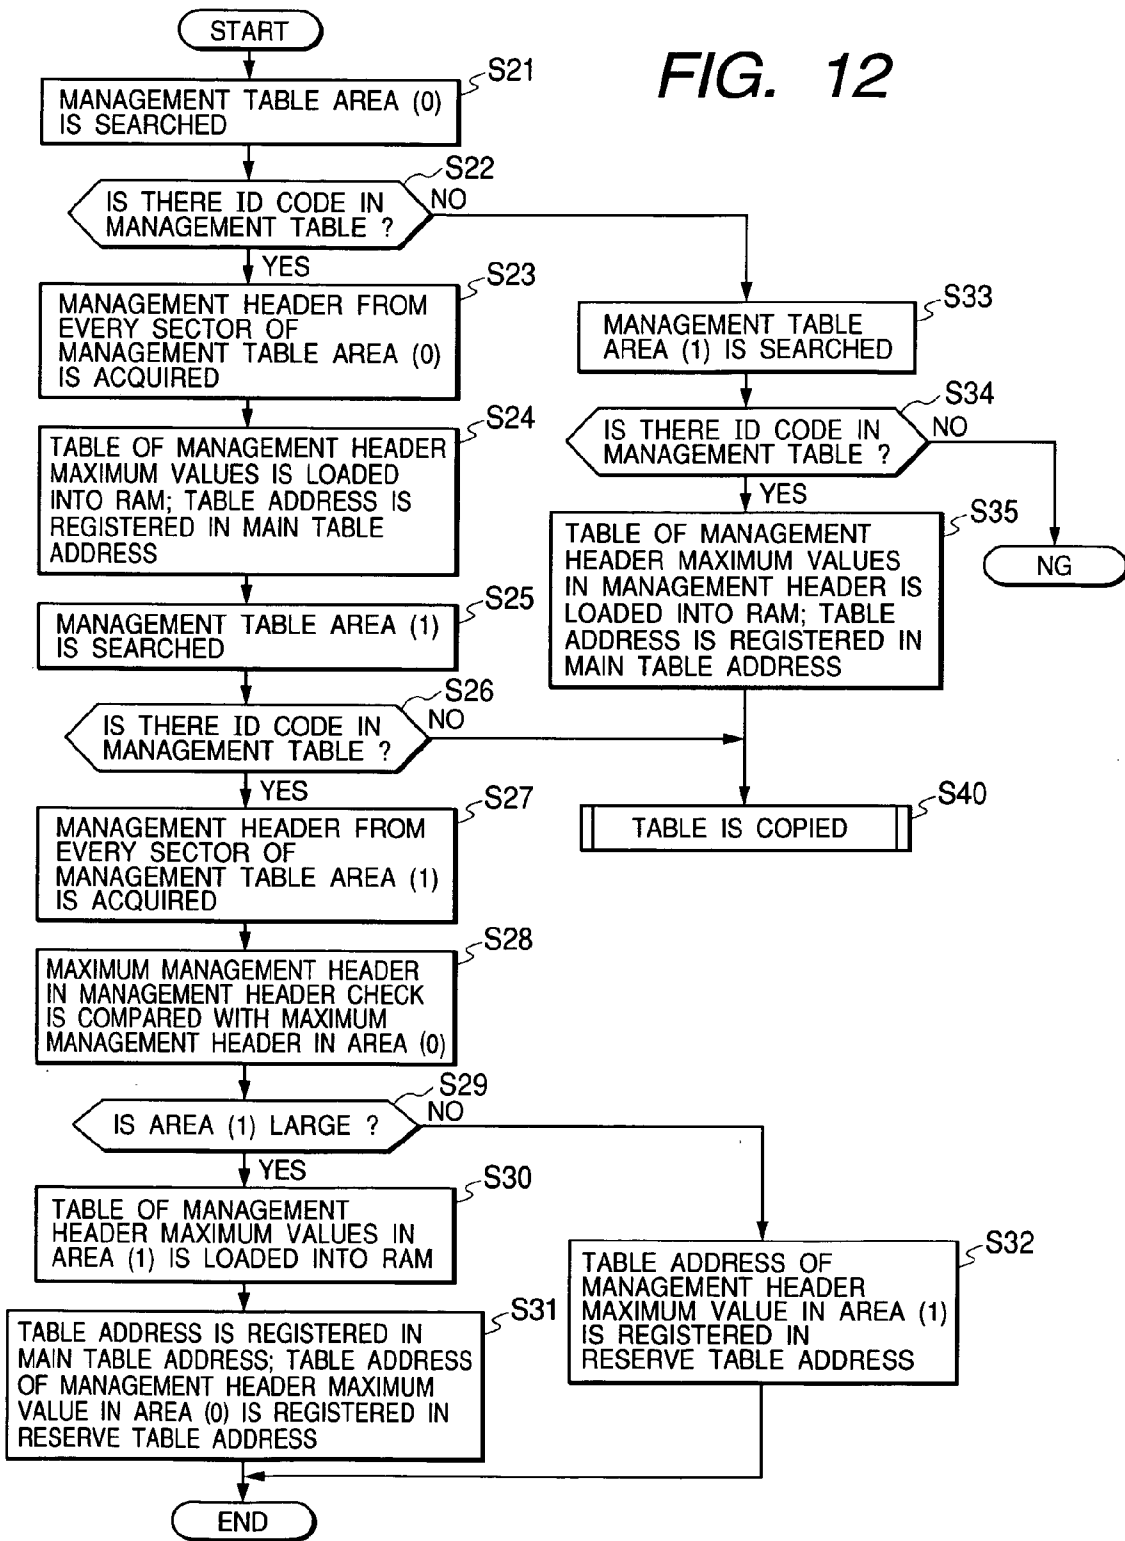 FIG. 12
START
S21
MANAGEMENT TABLE AREA (0)
IS SEARCHED
S22
IS THERE ID CODE IN
MANAGEMENT TABLE ?
NO
YES
S23
MANAGEMENT HEADER FROM
EVERY SECTOR OF
MANAGEMENT TABLE AREA (0)
IS ACQUIRED
S24
TABLE OF MANAGEMENT HEADER
MAXIMUM VALUES IS LOADED
INTO RAM; TABLE ADDRESS IS
REGISTERED IN MAIN TABLE
ADDRESS
S25
MANAGEMENT TABLE AREA (1)
IS SEARCHED
S26
IS THERE ID CODE IN
MANAGEMENT TABLE ?
NO
YES
S27
MANAGEMENT HEADER FROM
EVERY SECTOR OF
MANAGEMENT TABLE AREA (1)
IS ACQUIRED
S28
MAXIMUM MANAGEMENT HEADER
IN MANAGEMENT HEADER CHECK
IS COMPARED WITH MAXIMUM
MANAGEMENT HEADER IN AREA (0)
S29
IS AREA (1) LARGE ?
NO
YES
S30
TABLE OF MANAGEMENT
HEADER MAXIMUM VALUES IN
AREA (1) IS LOADED INTO RAM
S31
TABLE ADDRESS IS REGISTERED IN
MAIN TABLE ADDRESS; TABLE ADDRESS
OF MANAGEMENT HEADER MAXIMUM
VALUE IN AREA (0) IS REGISTERED IN
RESERVE TABLE ADDRESS
END
S33
MANAGEMENT TABLE
AREA (1) IS SEARCHED
S34
IS THERE ID CODE IN
MANAGEMENT TABLE ?
NO
YES
NG
S35
TABLE OF MANAGEMENT
HEADER MAXIMUM VALUES
IN MANAGEMENT HEADER IS
LOADED INTO RAM; TABLE
ADDRESS IS REGISTERED IN
MAIN TABLE ADDRESS
S40
TABLE IS COPIED
S32
TABLE ADDRESS OF
MANAGEMENT HEADER
MAXIMUM VALUE IN AREA (1)
IS REGISTERED IN
RESERVE TABLE ADDRESS